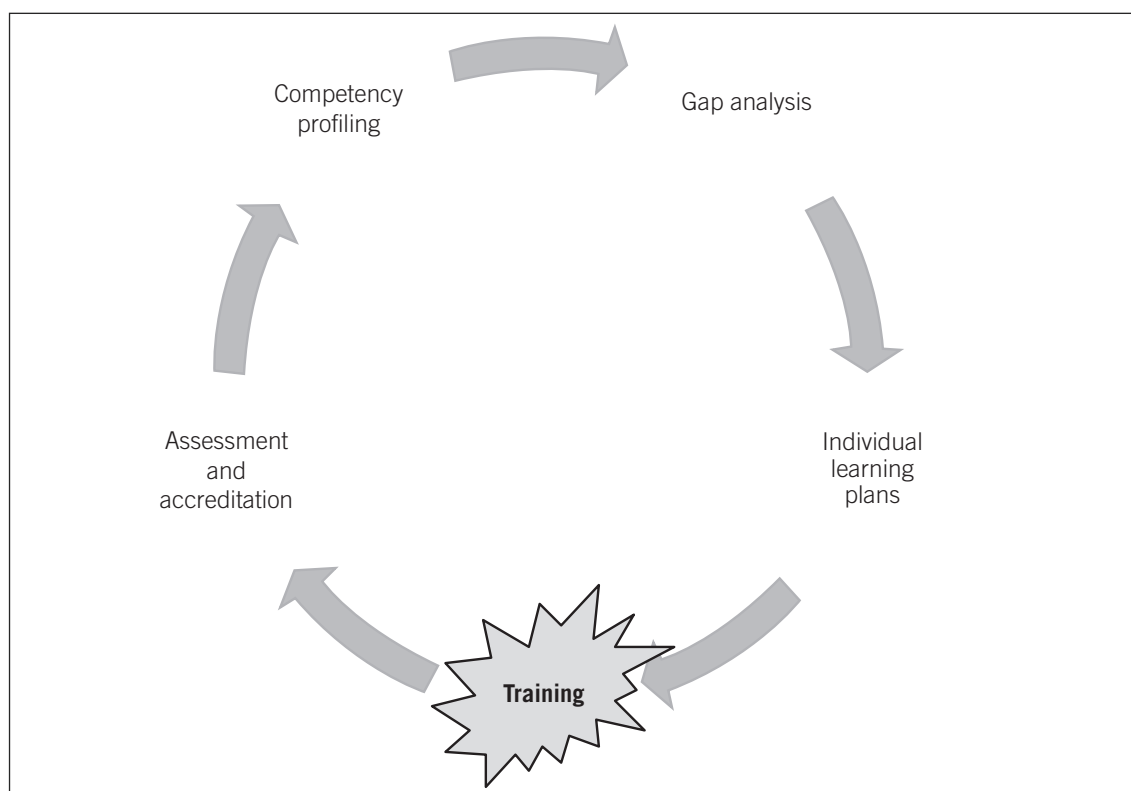 Competency
profiling
Gap analysis
Individual
learning
plans
Training
Assessment
and
accreditation